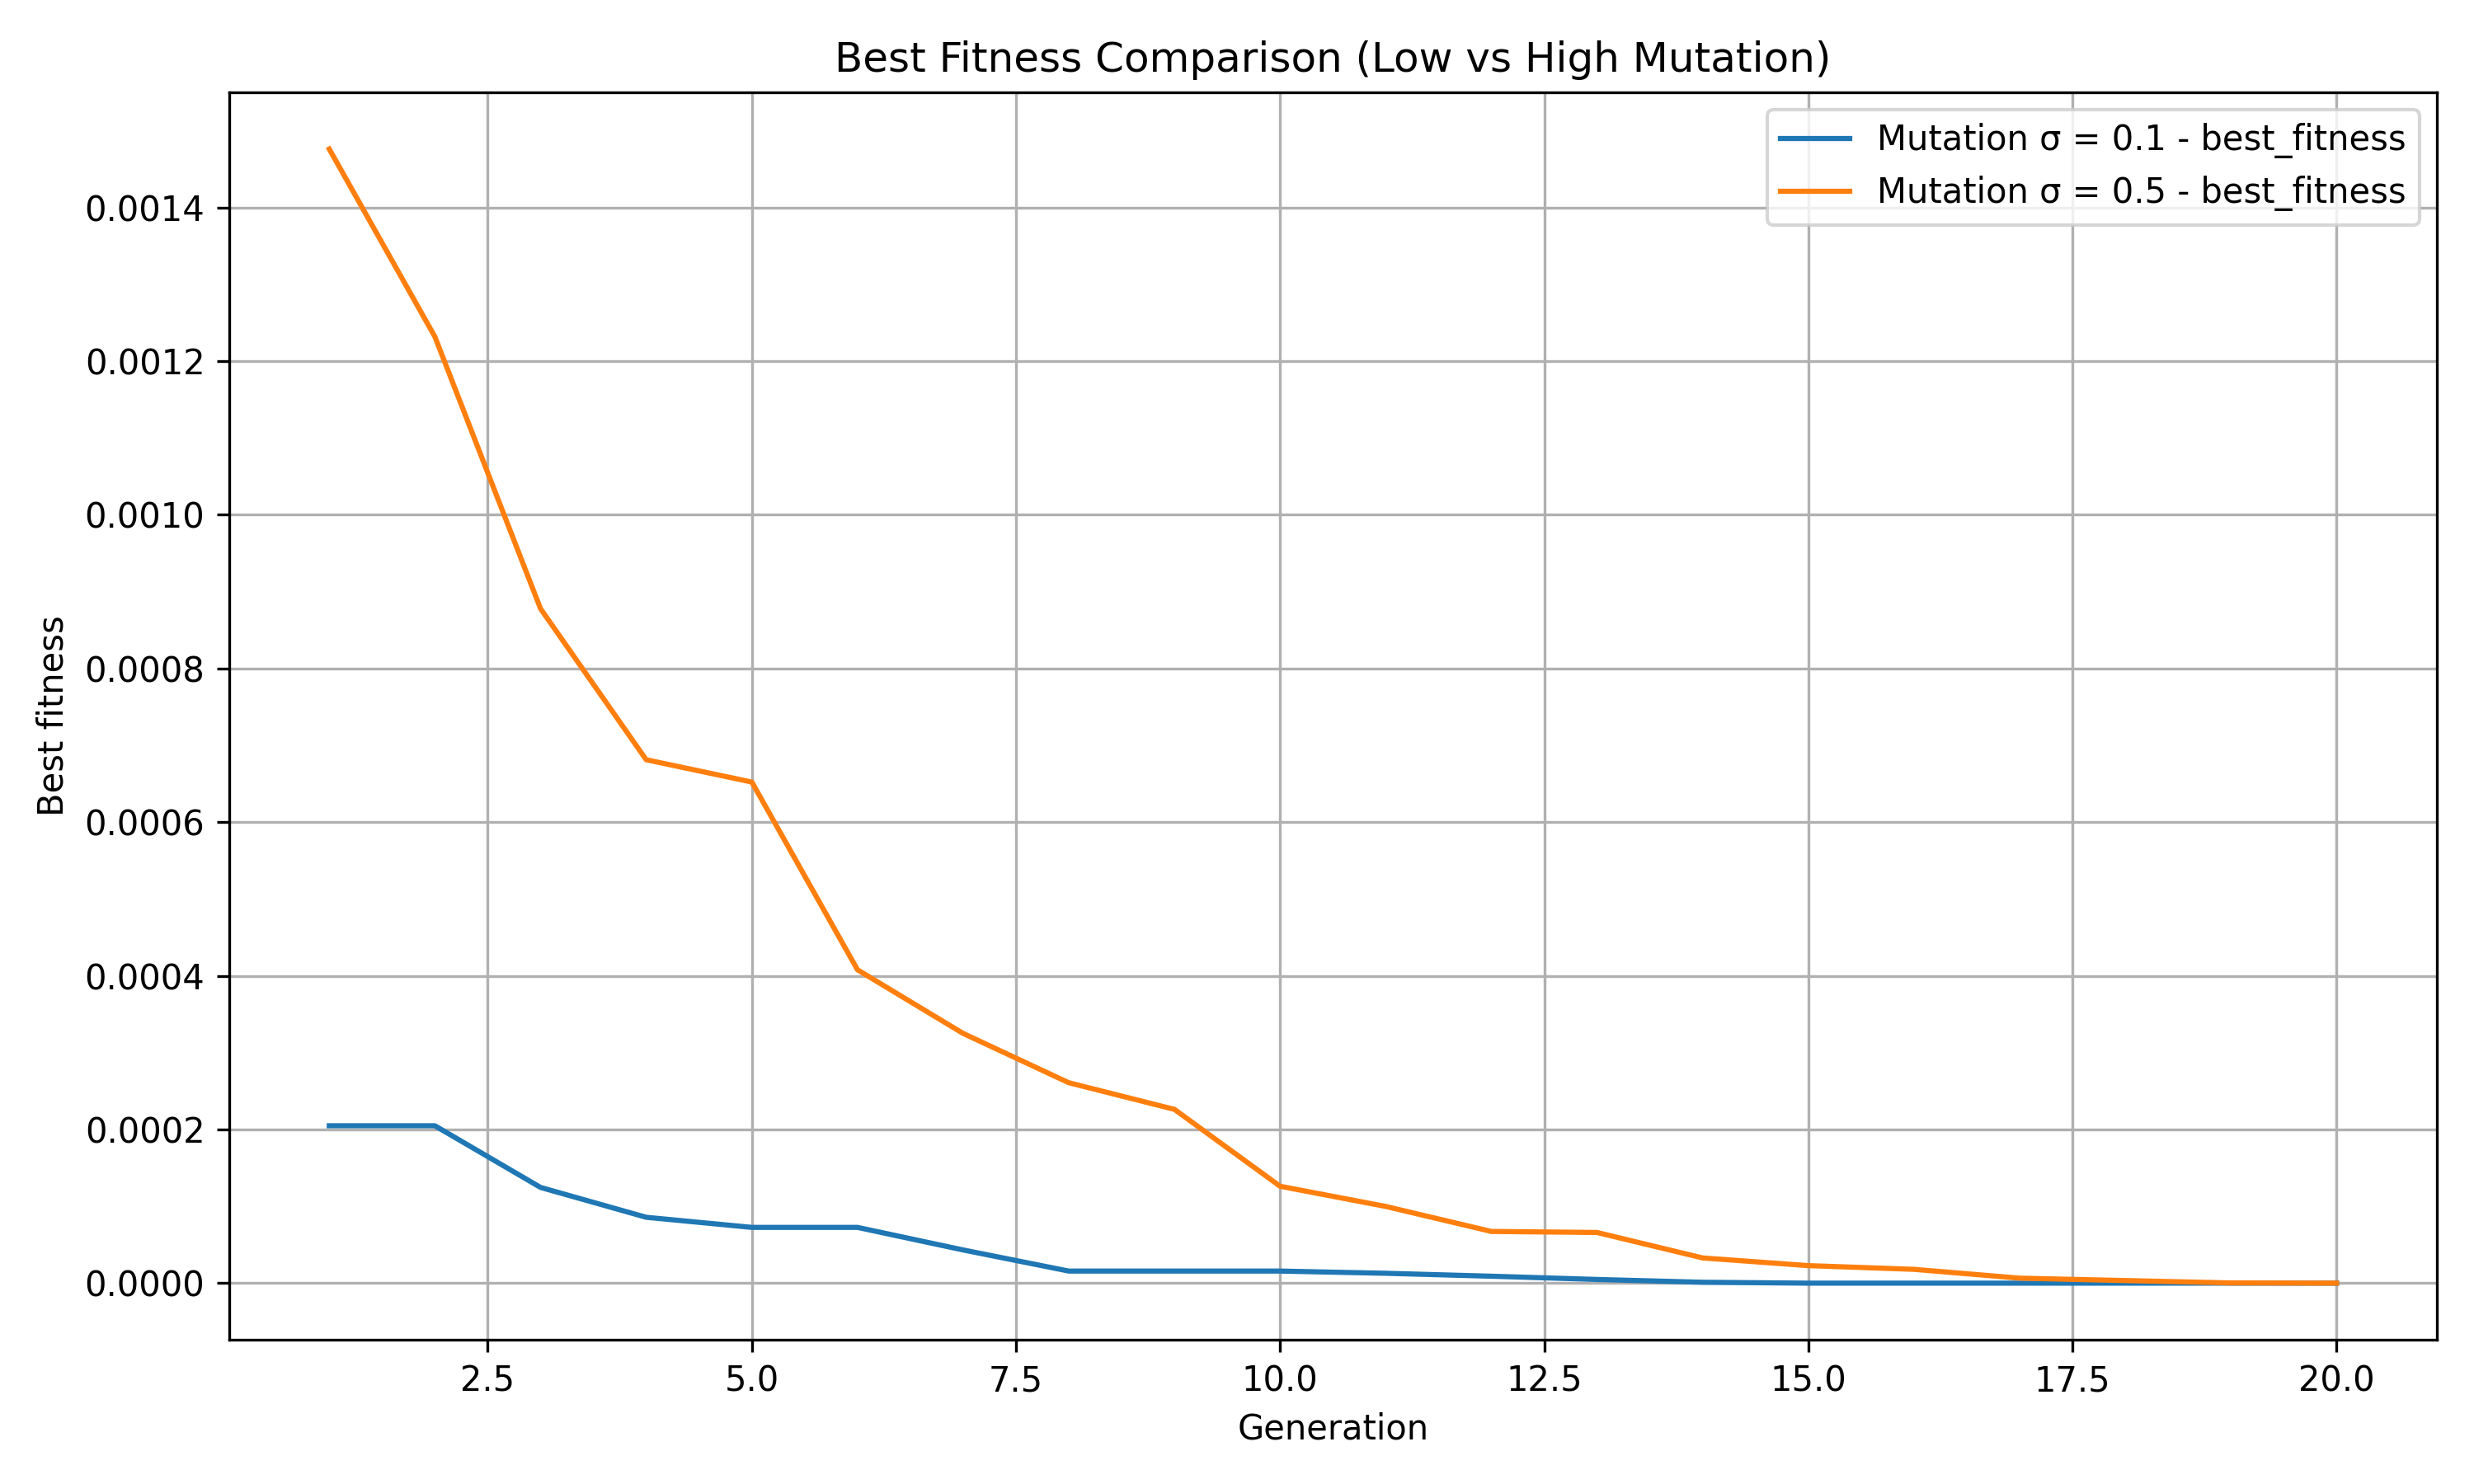 Best Fitness Comparison (Low vs High Mutation)
Mutation σ = 0.1 - best_fitness
Mutation σ = 0.5 - best_fitness
0.0014
0.0012
0.0010
0.0008
0.0006
0.0004
0.0002
0.0000
Best fitness
2.5 5.0 7.5 10.0 12.5 15.0 17.5 20.0
Generation